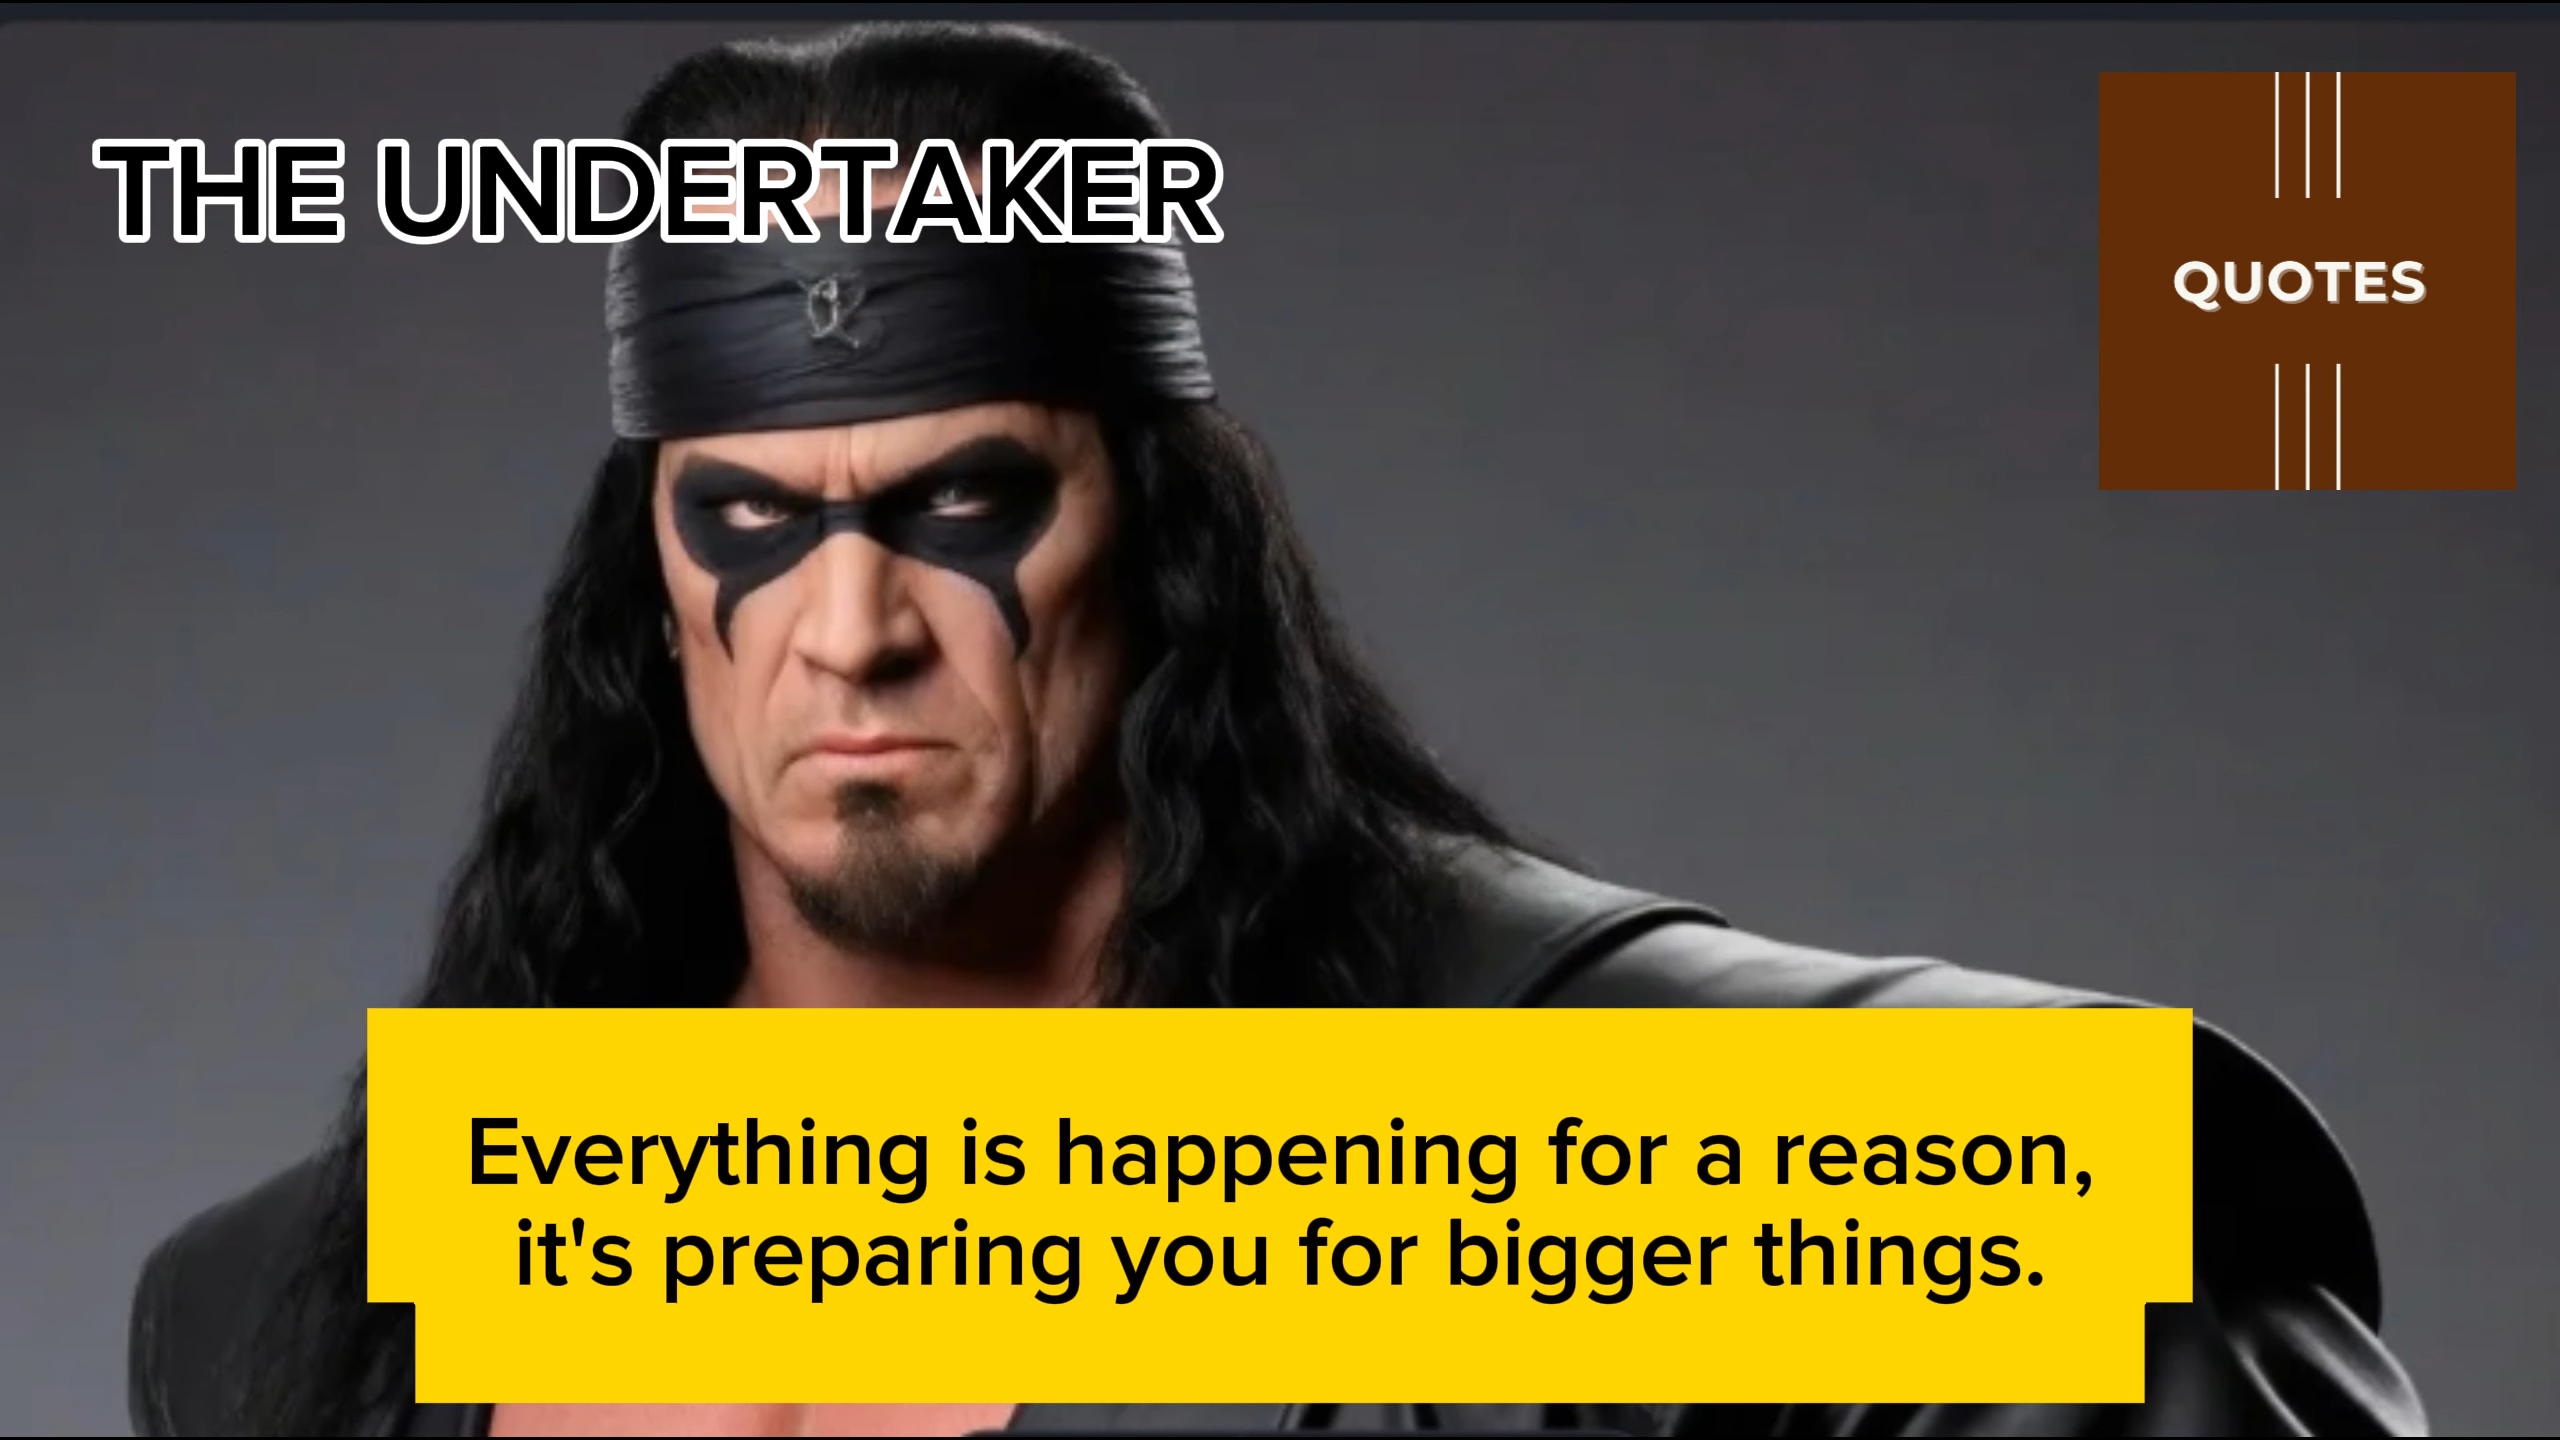 THE UNDERTAKER
QUOTES
Everything is happening for a reason,
it's preparing you for bigger things.